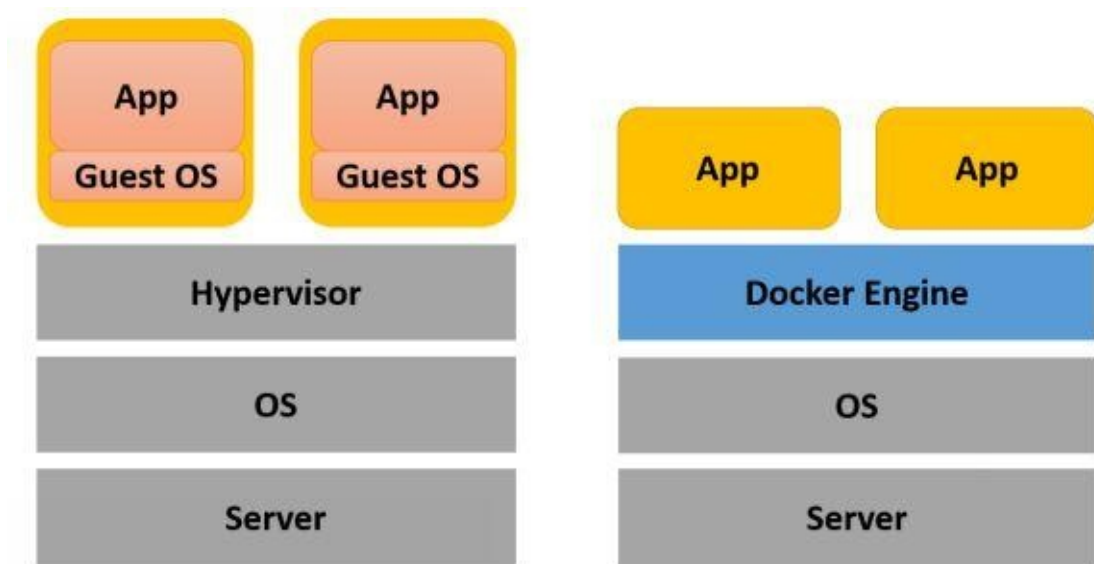 App
Guest OS
App
Guest OS
Hypervisor
OS
Server
App
App
Docker Engine
OS
Server